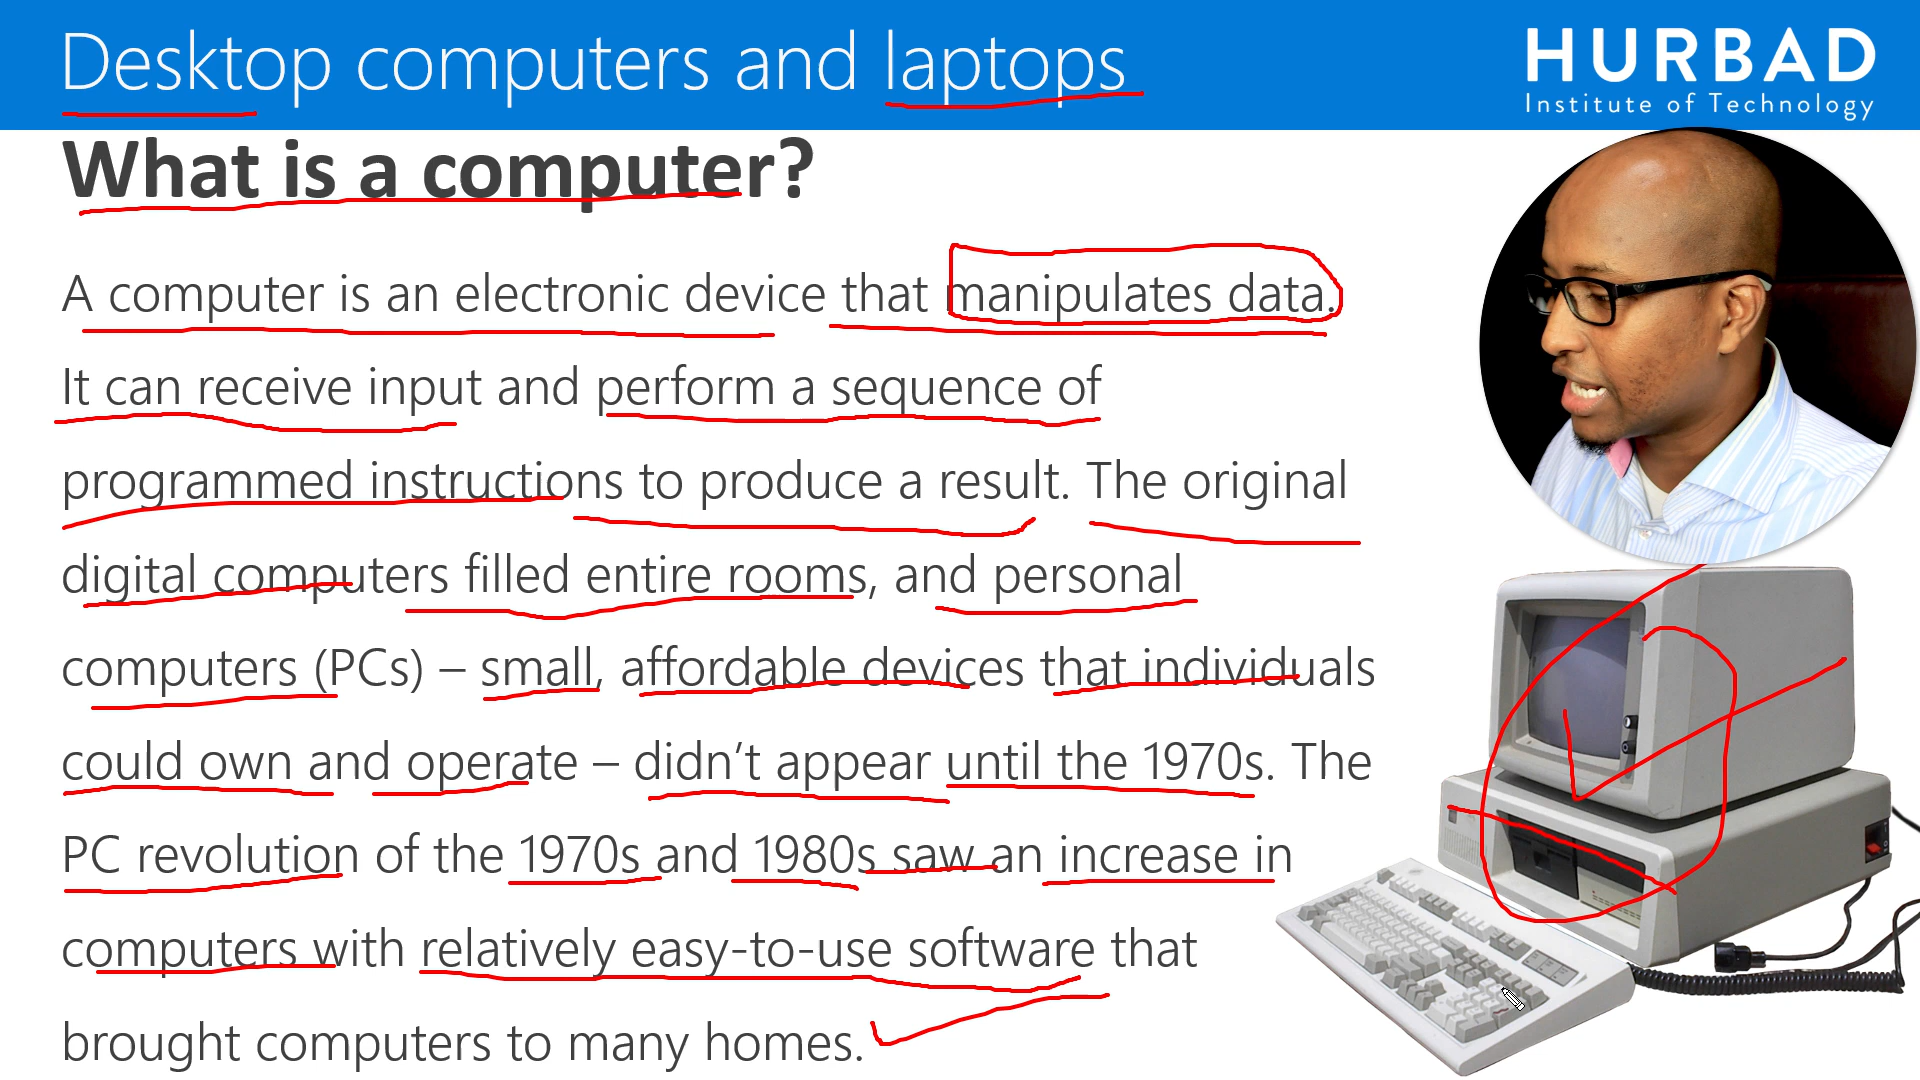 Desktop computers and laptops
HURBAD
Institute of Technology
What is a computer?
A computer is an electronic device that manipulates data.
It can receive input and perform a sequence of
programmed instructions to produce a result. The original
digital computers filled entire rooms, and personal
computers (PCs) – small, affordable devices that individuals
could own and operate – didn’t appear until the 1970s. The
PC revolution of the 1970s and 1980s saw an increase in
computers with relatively easy-to-use software that
brought computers to many homes.